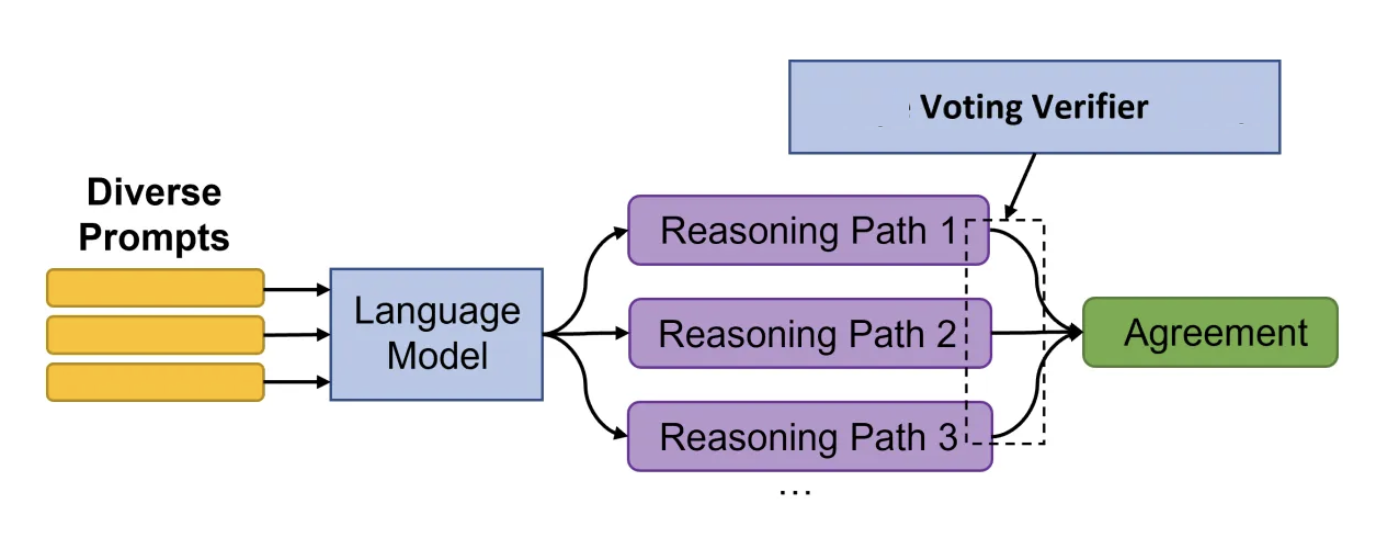 Voting Verifier
Diverse
Prompts
Language
Model
Reasoning Path 1
Reasoning Path 2
Reasoning Path 3
...
Agreement